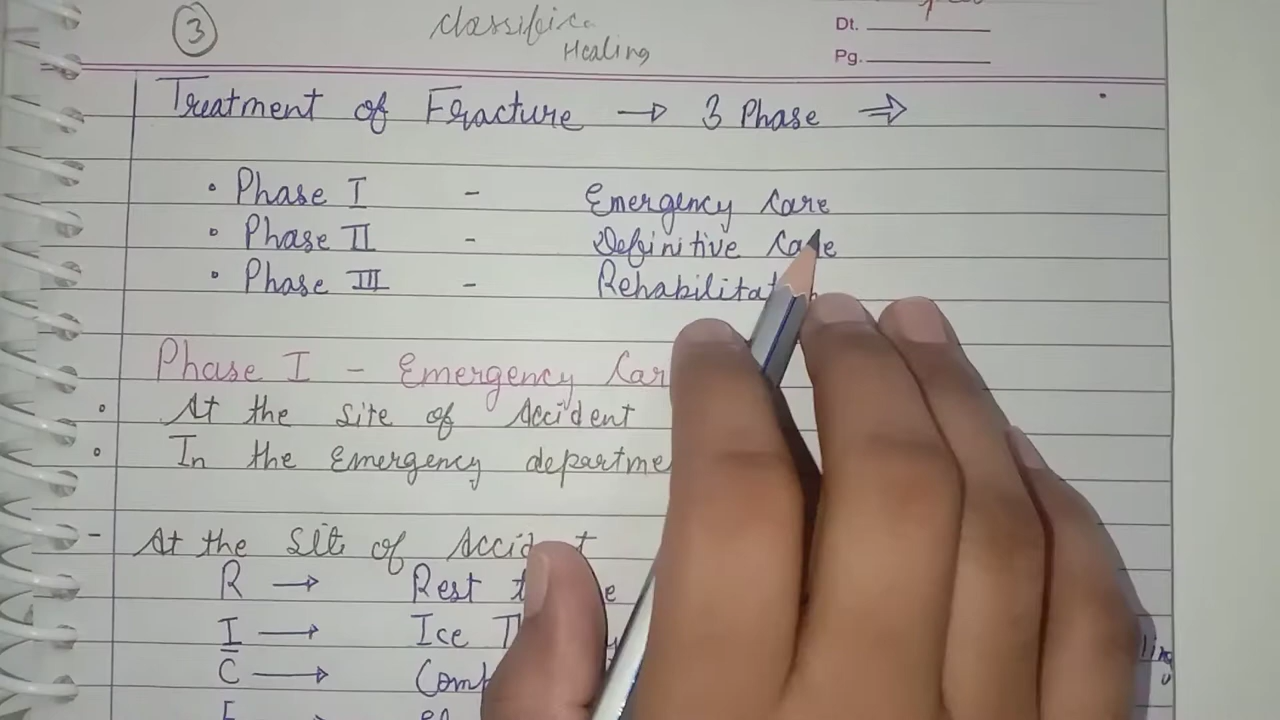 3
Classifica
Healing
Dt.
Pg.
Treatment of Fracture → 3 Phase ⇒
• Phase I - Emergency Care
• Phase II - Definitive Care
• Phase III - Rehabilitat
Phase I - Emergency Car
• At the site of Accident
• In the Emergency departme
- At the site of Accident
R → Rest
I → Ice
C → Comp
E →